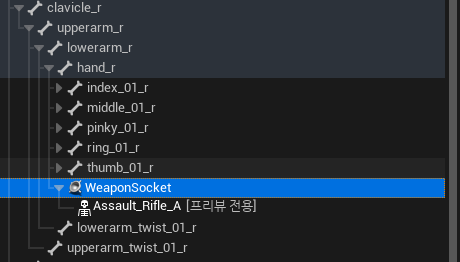 clavicle_r
upperarm_r
lowerarm_r
hand_r
index_01_r
middle_01_r
pinky_01_r
ring_01_r
thumb_01_r
WeaponSocket
Assault_Rifle_A [프리뷰 전용]
lowerarm_twist_01_r
upperarm_twist_01_r